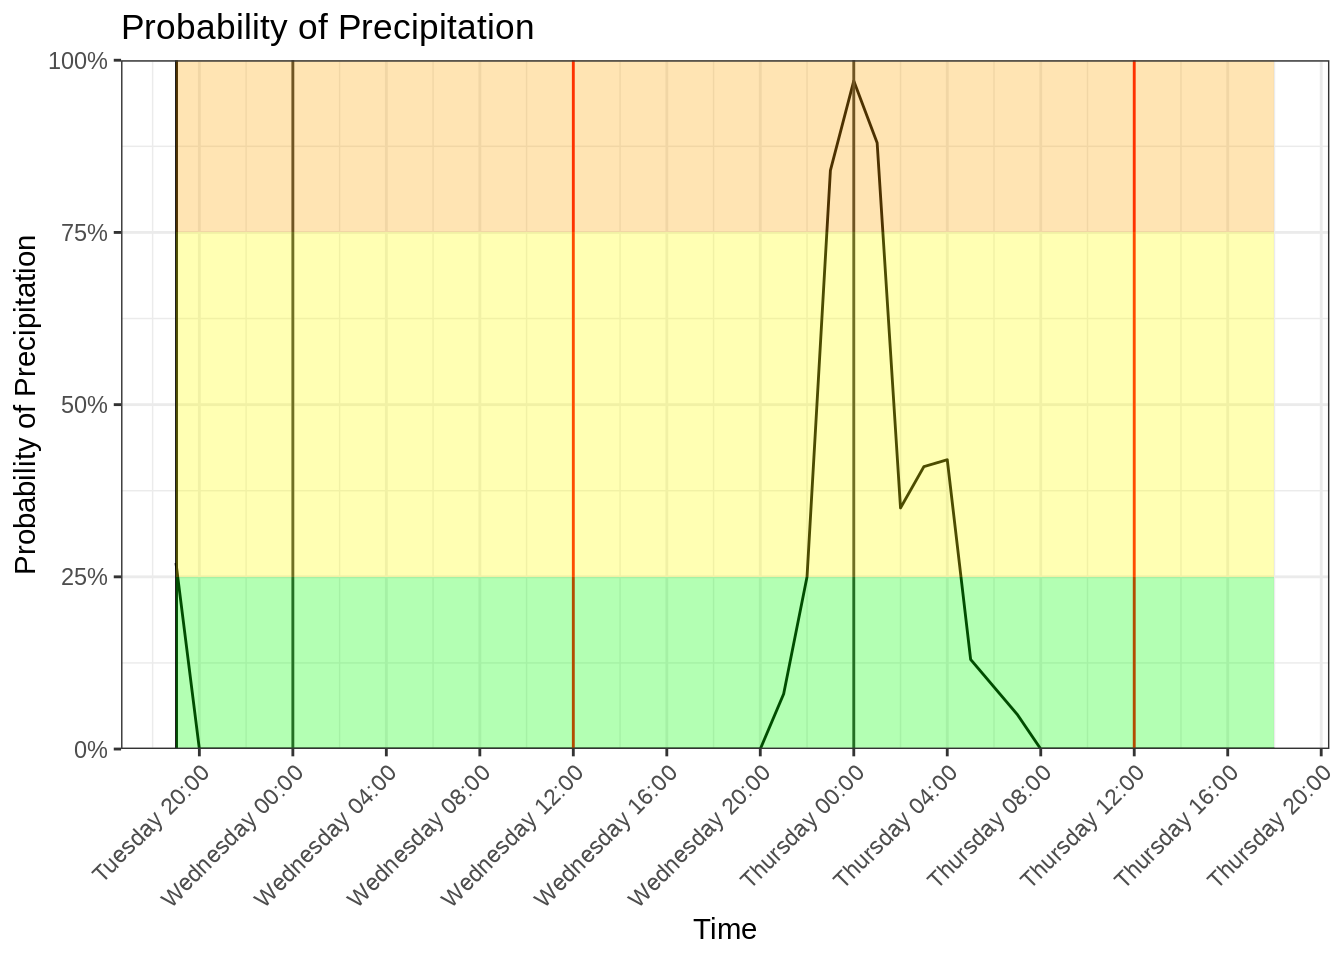 Probability of Precipitation
Probability of Precipitation
100%
75%
50%
25%
0%
Tuesday 20:00
Wednesday 00:00
Wednesday 04:00
Wednesday 08:00
Wednesday 12:00
Wednesday 16:00
Wednesday 20:00
Thursday 00:00
Thursday 04:00
Thursday 08:00
Thursday 12:00
Thursday 16:00
Thursday 20:00
Time